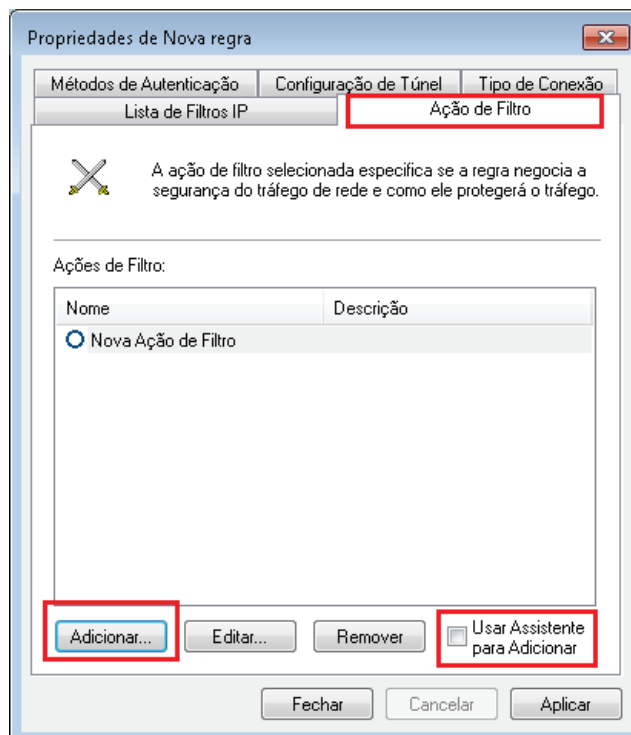 Propriedades de Nova regra
Métodos de Autenticação Configuração de Túnel Tipo de Conexão
Lista de Filtros IP Ação de Filtro
A ação de filtro selecionada especifica se a regra negocia a
segurança do tráfego de rede e como ele protegerá o tráfego.
Ações de Filtro:
Nome Descrição
Nova Ação de Filtro
Adicionar... Editar... Remover Usar Assistente
para Adicionar
Fechar Cancelar Aplicar